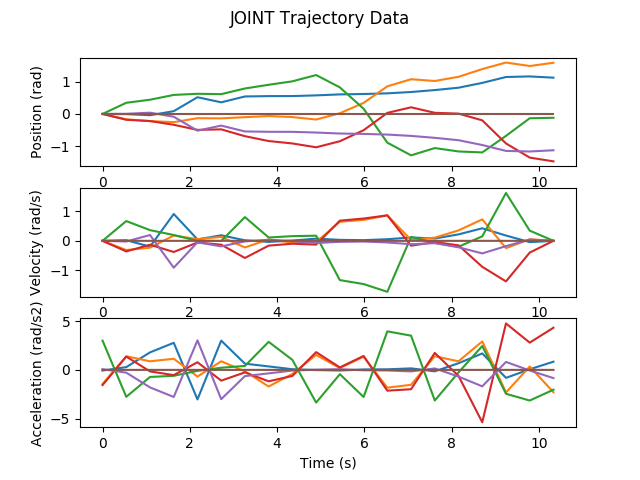 JOINT Trajectory Data
Position (rad)
1
0
−1
0 2 4 6 8 10
Velocity (rad/s)
1
0
−1
0 2 4 6 8 10
Acceleration (rad/s2)
5
0
−5
0 2 4 6 8 10
Time (s)